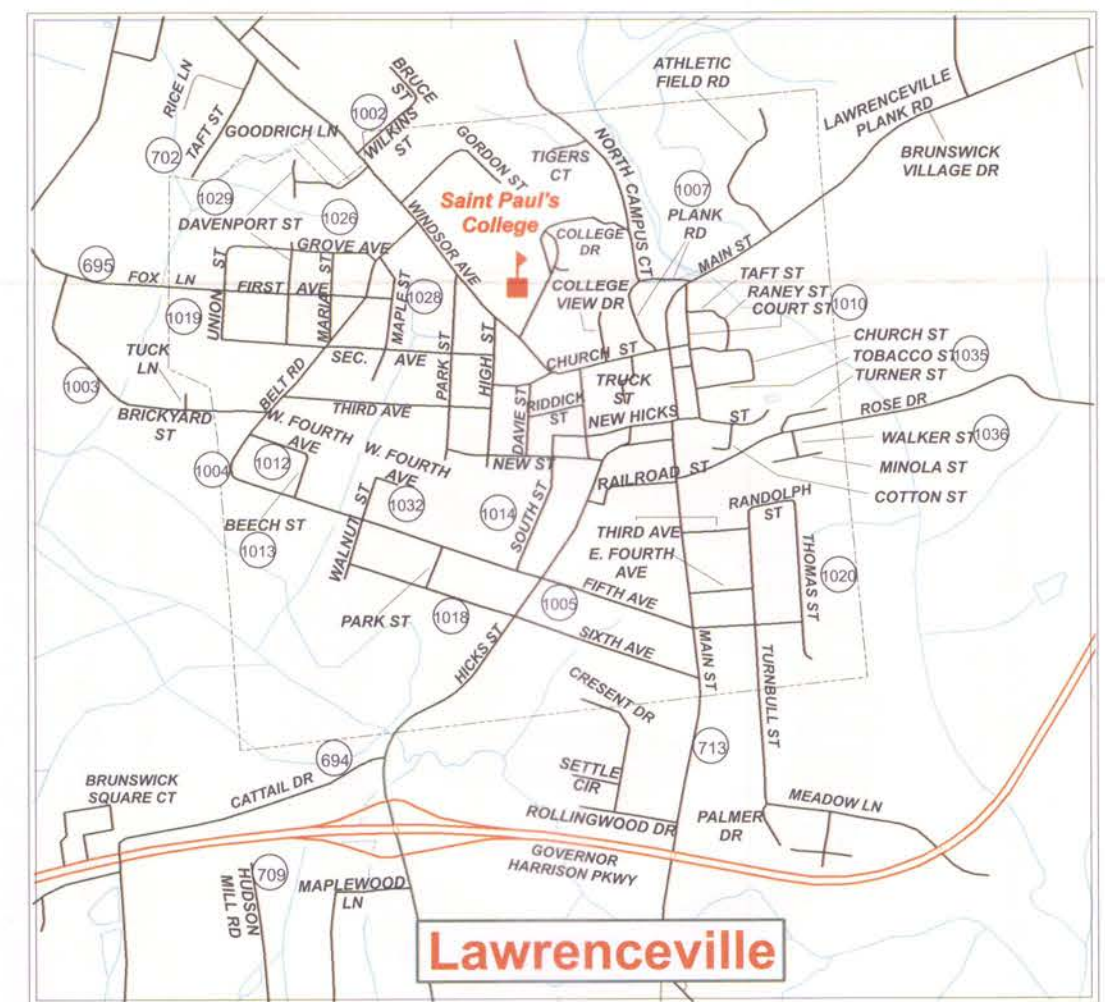 BRUCE
ST
ATHLETIC
FIELD RD
RICE LN
TAFT ST
1002
GOODRICH LN
WILKINS
ST
LAWRENCEVILLE
PLANK RD
702
GORDON ST
TIGERS
CT
NORTH CAMPUS CT
BRUNSWICK
VILLAGE DR
1029
DAVENPORT ST
1026
Saint Paul's
College
1007
PLANK
RD
WINDSOR AVE
GROVE AVE
COLLEGE
DR
MAIN ST
695
FOX LN
UNION ST
FIRST AVE
MARIA ST
MAPLE ST
1028
COLLEGE
VIEW DR
TAFT ST
RANEY ST
COURT ST
1010
1019
TUCK
LN
SEC. AVE
PARK ST
HIGH ST
CHURCH ST
CHURCH ST
TOBACCO ST
1035
TURNER ST
1003
BELT RD
TRUCK
ST
BRICKYARD
ST
THIRD AVE
DAVIE ST
RIDDICK
ST
NEW HICKS ST
ROSE DR
W. FOURTH
AVE
W. FOURTH
AVE
WALKER ST
1036
1004
1012
NEW ST
RAILROAD ST
MINOLA ST
COTTON ST
BEECH ST
1013
WALNUT ST
1032
1014
SOUTH ST
RANDOLPH
ST
THIRD AVE
E. FOURTH
AVE
THOMAS ST
1020
FIFTH AVE
PARK ST
1018
1005
HICKS ST
SIXTH AVE
MAIN ST
TURNBULL ST
CRESENT DR
713
694
CATTAIL DR
BRUNSWICK
SQUARE CT
SETTLE
CIR
ROLLINGWOOD DR
PALMER
DR
MEADOW LN
GOVERNOR
HARRISON PKWY
709
HUDSON
MILL RD
MAPLEWOOD
LN
Lawrenceville